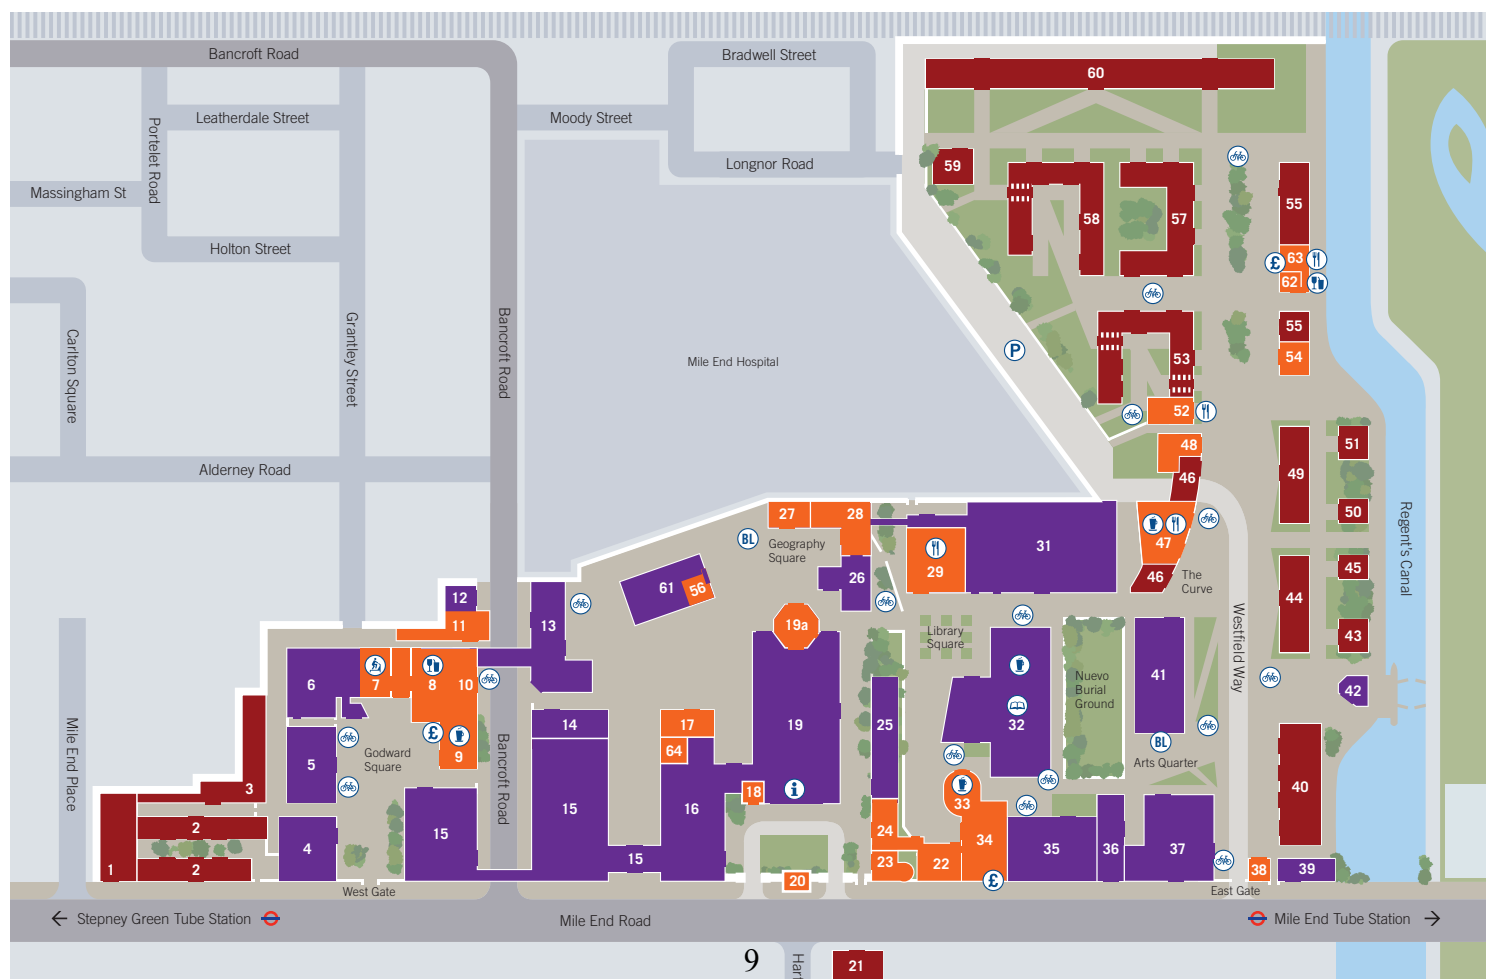 Bancroft Road
Bradwell Street
60
Leatherdale Street
Moody Street
Portelet Road
Longnor Road
59
Massingham St
55
58
57
Holton Street
£
63
62
Bancroft Road
Grantley Street
Carlton Square
55
P
53
54
Mile End Hospital
52
48
51
Alderney Road
49
46
50
Regent's Canal
27
28
BL
Geography
Square
47
31
29
45
46
The
Curve
26
61
56
12
44
11
13
19a
Library
Square
43
Westfield Way
6
7
8
10
Nuevo
Burial
Ground
41
42
14
17
19
25
32
£
64
BL
9
Godward
Square
5
Arts Quarter
Mile End Place
Bancroft Road
3
18
i
40
33
15
15
16
2
24
34
4
35
36
37
15
23
22
1
2
38
39
20
£
West Gate
East Gate
Stepney Green Tube Station
Mile End Road
Mile End Tube Station
9
Hart
21